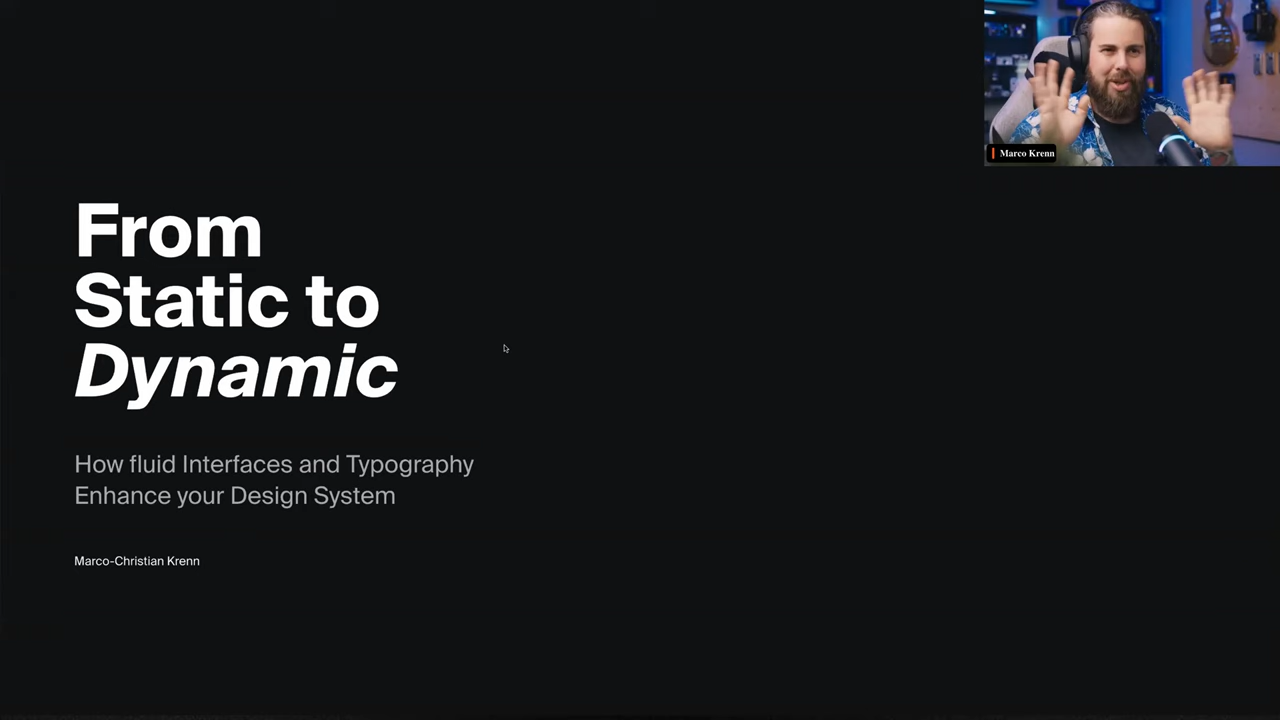 Marco Krenn
From
Static to
Dynamic
How fluid Interfaces and Typography
Enhance your Design System
Marco-Christian Krenn